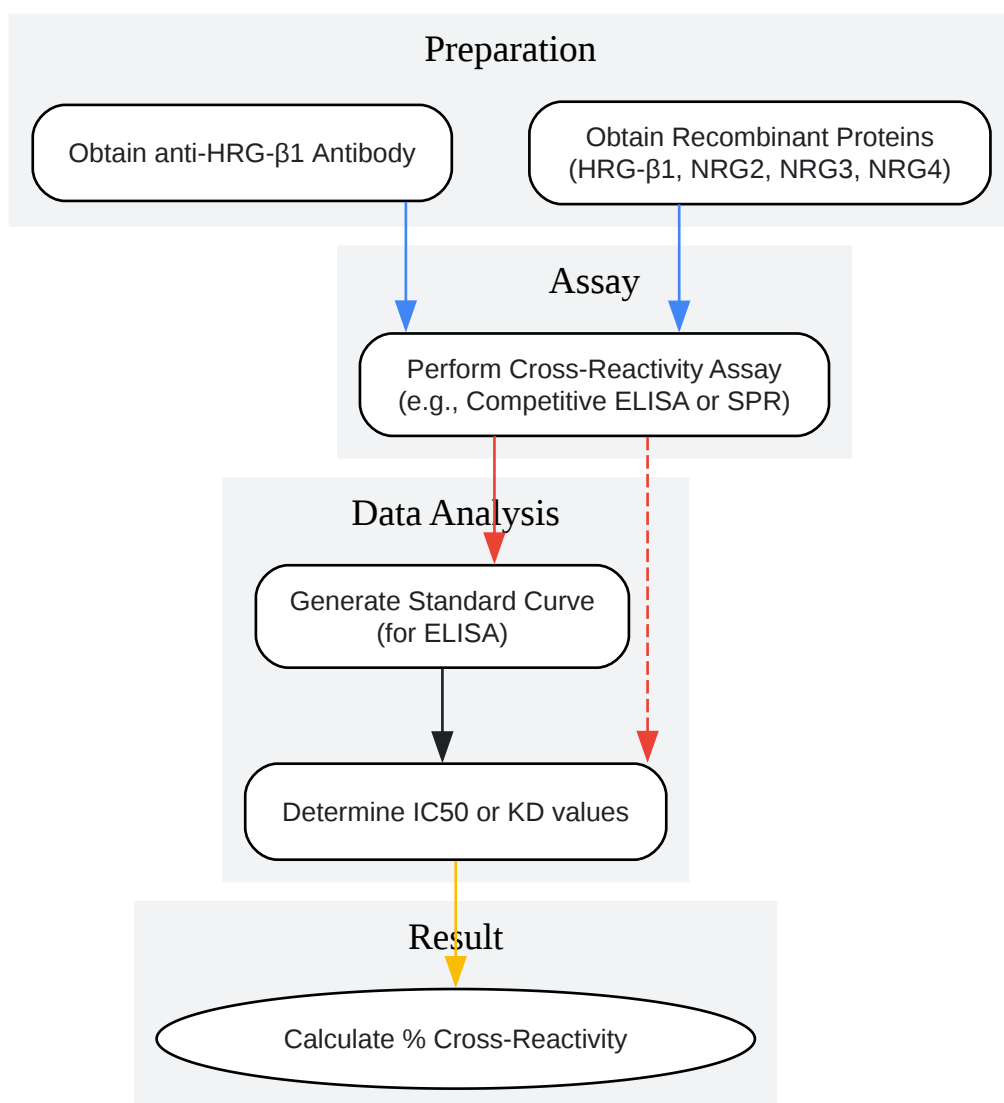 Preparation
Obtain anti-HRG-β1 Antibody
Obtain Recombinant Proteins
(HRG-β1, NRG2, NRG3, NRG4)
Assay
Perform Cross-Reactivity Assay
(e.g., Competitive ELISA or SPR)
Data Analysis
Generate Standard Curve
(for ELISA)
Determine IC50 or KD values
Result
Calculate % Cross-Reactivity